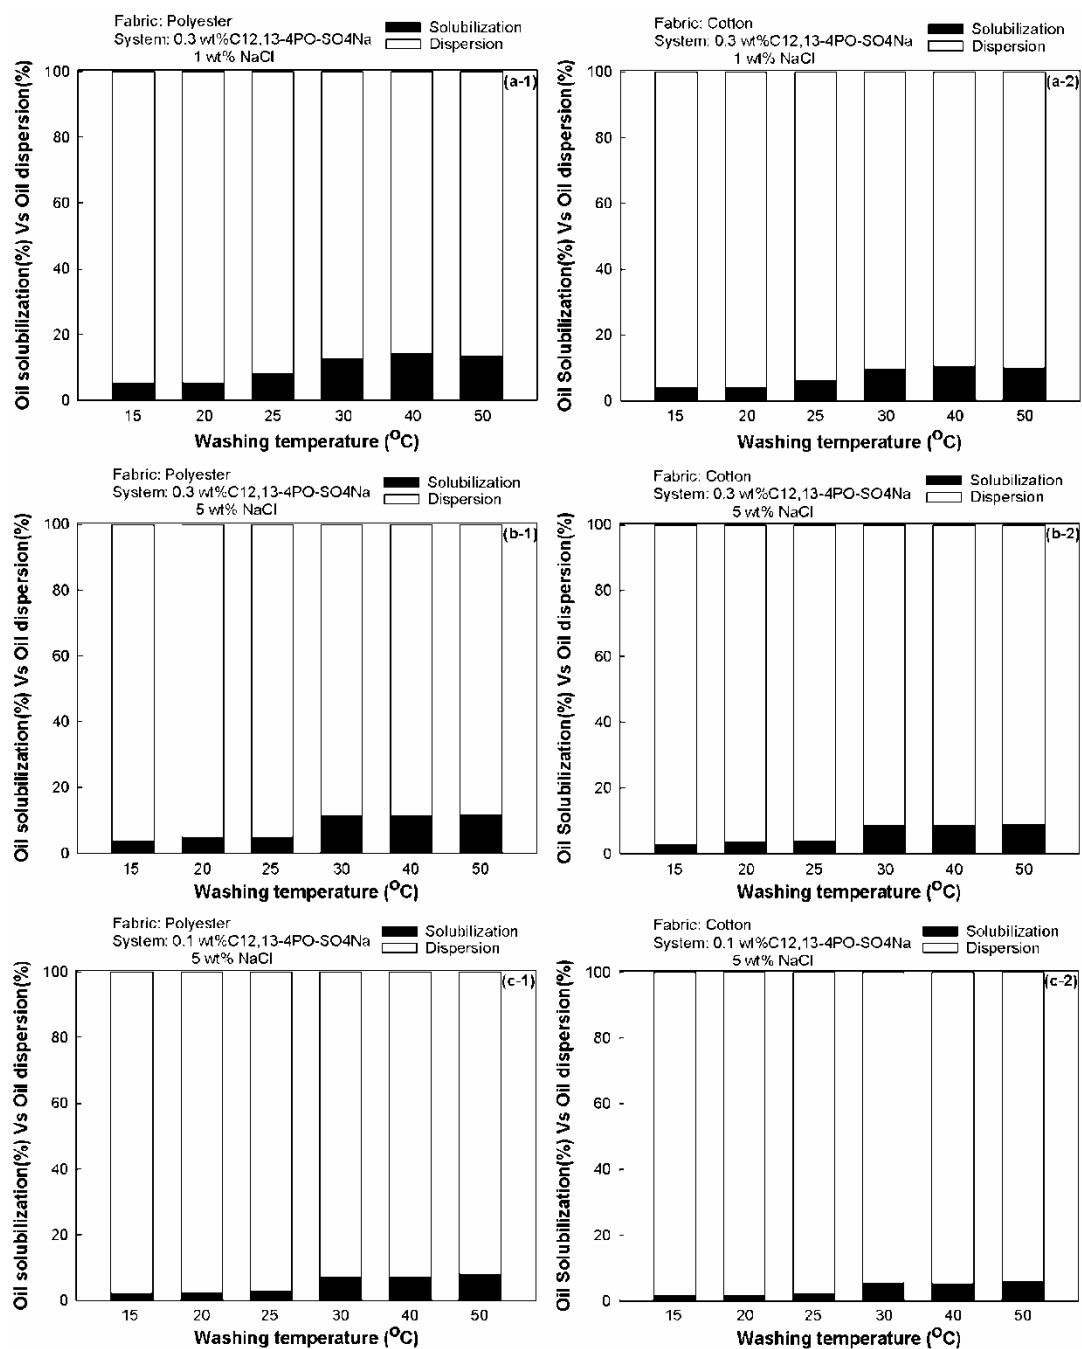 Fabric: Polyester
System: 0.3 wt%C12,13-4PO-SO4Na
1 wt% NaCl
Solubilization
Dispersion
(a-1)
Oil solubilization(%) Vs Oil dispersion(%)
100
80
60
40
20
0
15 20 25 30 40 50
Washing temperature (OC)
Fabric: Cotton
System: 0.3 wt%C12,13-4PO-SO4Na
1 wt% NaCl
Solubilization
Dispersion
(a-2)
Oil Solubilization(%) Vs Oil dispersion(%)
100
80
60
40
20
0
15 20 25 30 40 50
Washing temperature (OC)
Fabric: Polyester
System: 0.3 wt%C12,13-4PO-SO4Na
5 wt% NaCl
Solubilization
Dispersion
(b-1)
Oil solubilization(%) Vs Oil dispersion(%)
100
80
60
40
20
0
15 20 25 30 40 50
Washing temperature (OC)
Fabric: Cotton
System: 0.3 wt%C12,13-4PO-SO4Na
5 wt% NaCl
Solubilization
Dispersion
(b-2)
Oil Solubilization(%) Vs Oil dispersion(%)
100
80
60
40
20
0
15 20 25 30 40 50
Washing temperature (OC)
Fabric: Polyester
System: 0.1 wt%C12,13-4PO-SO4Na
5 wt% NaCl
Solubilization
Dispersion
(c-1)
Oil solubilization(%) Vs Oil dispersion(%)
100
80
60
40
20
0
15 20 25 30 40 50
Washing temperature (OC)
Fabric: Cotton
System: 0.1 wt%C12,13-4PO-SO4Na
5 wt% NaCl
Solubilization
Dispersion
(c-2)
Oil Solubilization(%) Vs Oil dispersion(%)
100
80
60
40
20
0
15 20 25 30 40 50
Washing temperature (OC)